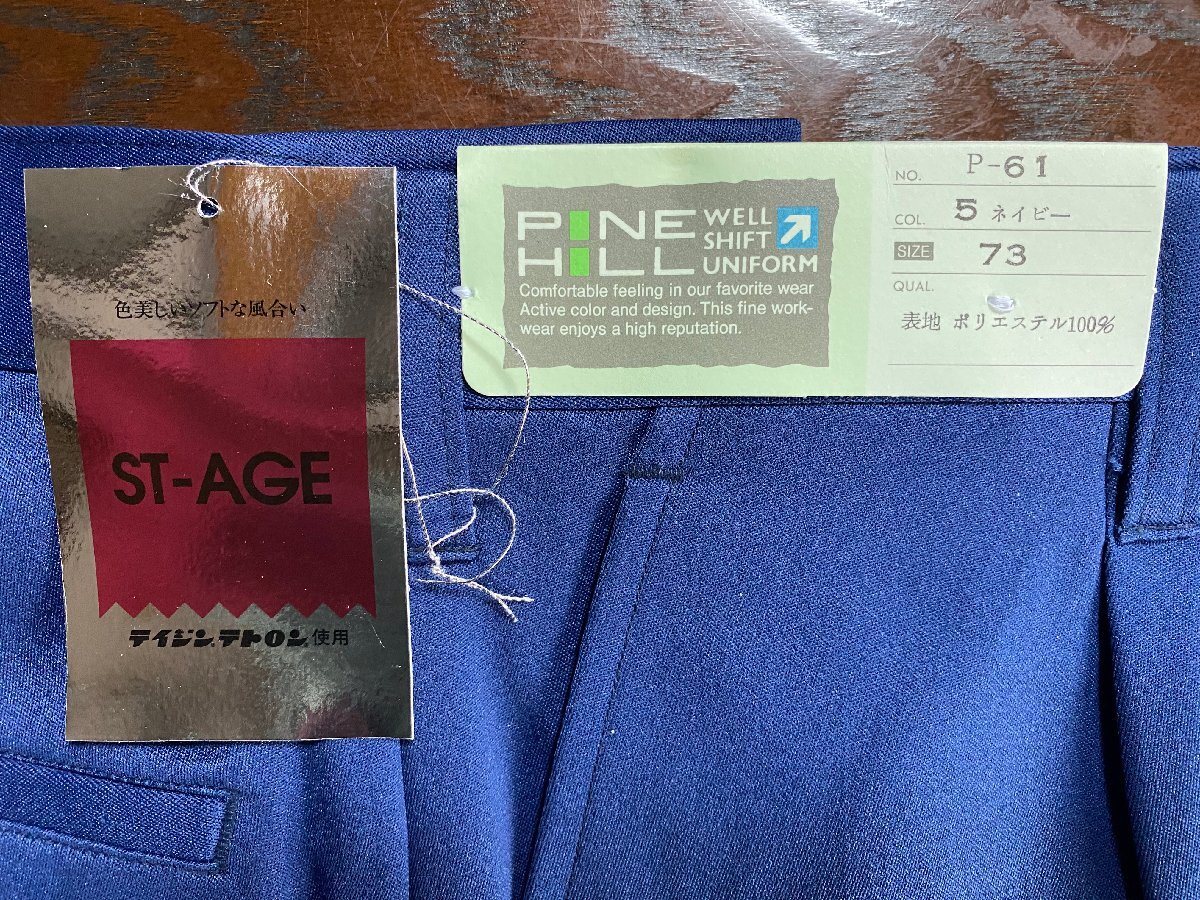 色美しいソフトな風合い
ST-AGE
テイジン.テトロン.使用
PINE HILL
WELL SHIFT UNIFORM
Comfortable feeling in our favorite wear
Active color and design. This fine work-
wear enjoys a high reputation.
NO. P-61
COL. 5 ネイビー
SIZE 73
QUAL.
表地 ポリエステル100%